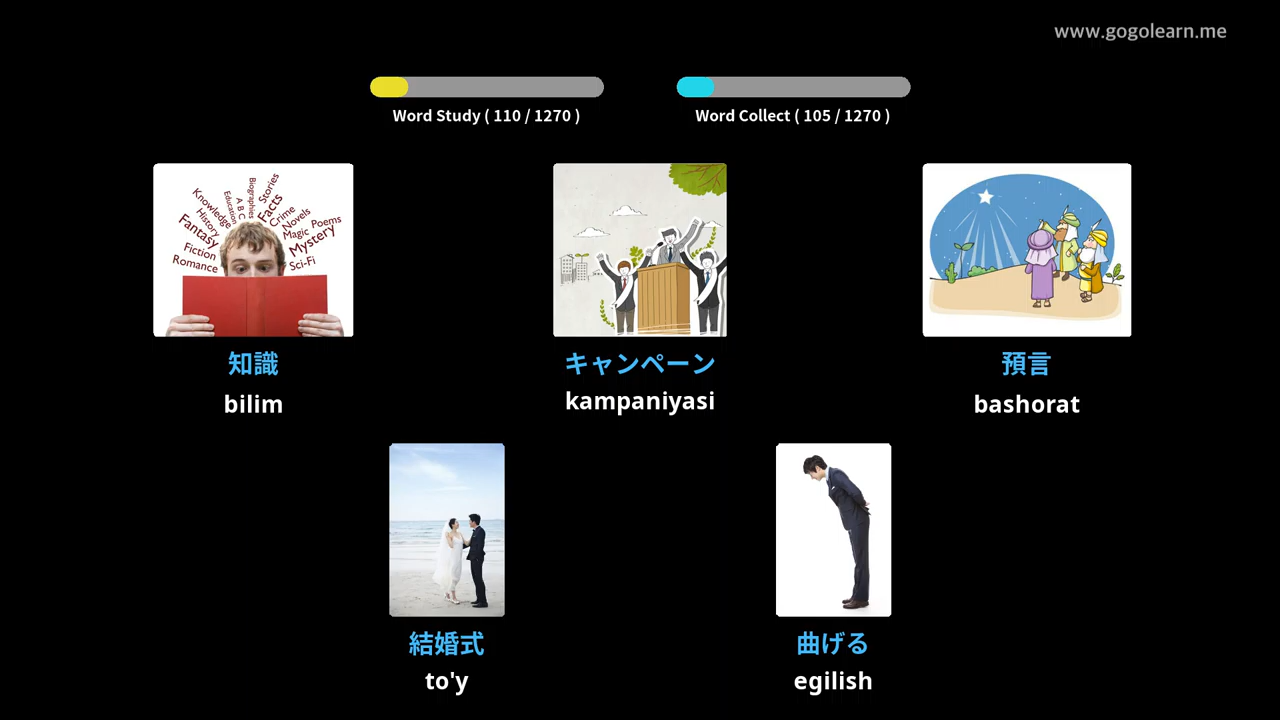 www.gogolearn.me
Word Study ( 110 / 1270 )
Word Collect ( 105 / 1270 )
Knowledge
History
Fantasy
Fiction
Romance
Education
A B C
Biographies
Stories
Facts
Crime
Novels
Magic
Poems
Mystery
Sci-Fi
知識
キャンペーン
預言
bilim
kampaniyasi
bashorat
結婚式
曲げる
to'y
egilish